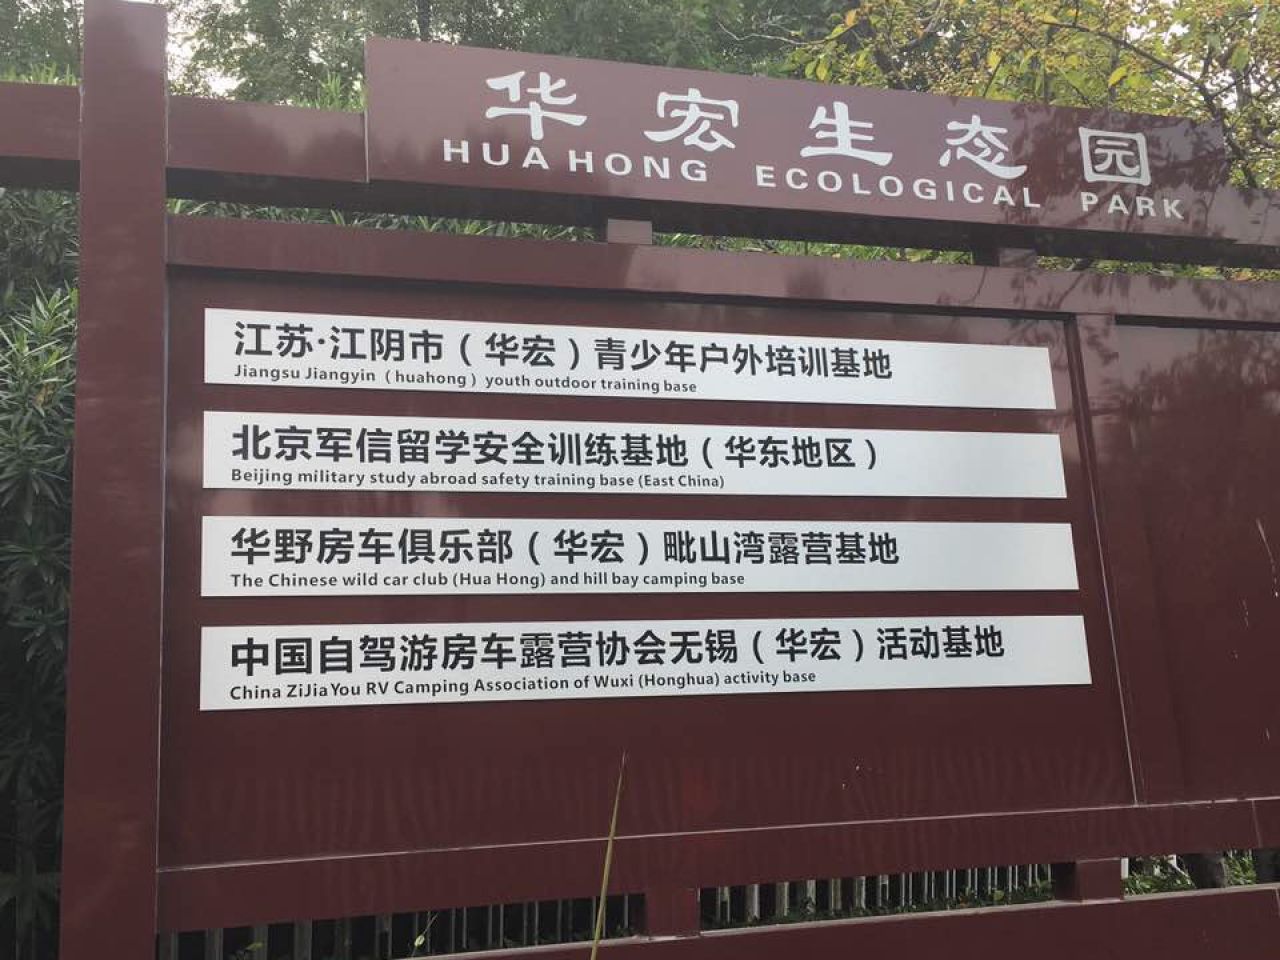 华宏生态园
HUA HONG ECOLOGICAL PARK
江苏·江阴市（华宏）青少年户外培训基地
Jiangsu Jiangyin (huahong) youth outdoor training base
北京军信留学安全训练基地（华东地区）
Beijing military study abroad safety training base (East China)
华野房车俱乐部（华宏）毗山湾露营基地
The Chinese wild car club (Hua Hong) and hill bay camping base
中国自驾游房车露营协会无锡（华宏）活动基地
China ZiJia You RV Camping Association of Wuxi (Honghua) activity base